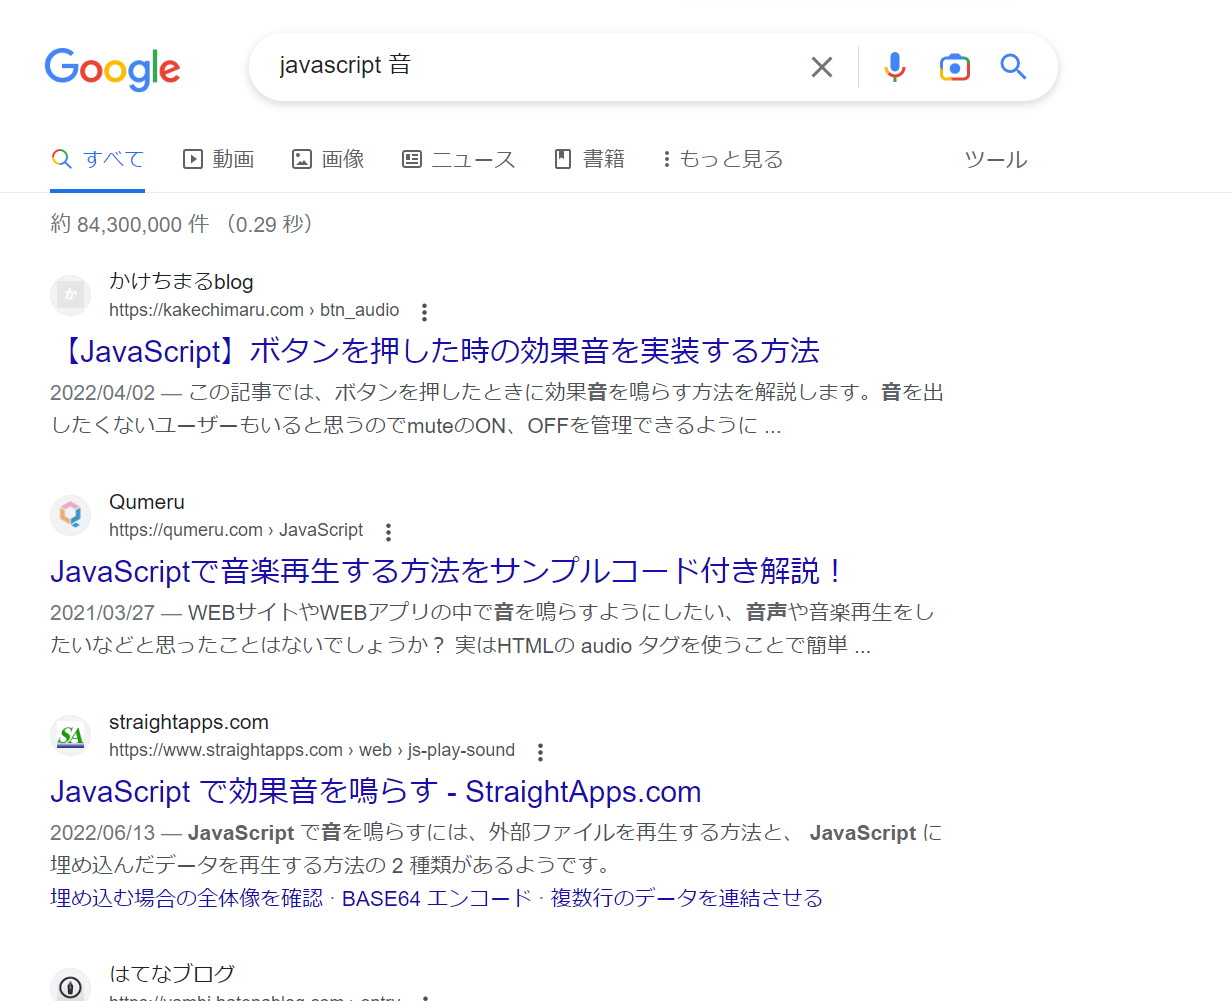 Google
javascript 音
すべて 動画 画像 ニュース 書籍 もっと見る ツール
約 84,300,000 件 （0.29 秒）
か
かけちまるblog
https://kakechimaru.com › btn_audio
【JavaScript】ボタンを押した時の効果音を実装する方法
2022/04/02 — この記事では、ボタンを押したときに効果音を鳴らす方法を解説します。音を出
したくないユーザーもいると思うのでmuteのON、OFFを管理できるように ...
Qumeru
https://qumeru.com › JavaScript
JavaScriptで音楽再生する方法をサンプルコード付き解説！
2021/03/27 — WEBサイトやWEBアプリの中で音を鳴らすようにしたい、音声や音楽再生をし
たいなどと思ったことはないでしょうか？ 実はHTMLの audio タグを使うことで簡単 ...
SA
straightapps.com
https://www.straightapps.com › web › js-play-sound
JavaScript で効果音を鳴らす - StraightApps.com
2022/06/13 — JavaScript で音を鳴らすには、外部ファイルを再生する方法と、 JavaScript に
埋め込んだデータを再生する方法の 2 種類があるようです。
埋め込む場合の全体像を確認 · BASE64 エンコード · 複数行のデータを連結させる
はてなブログ